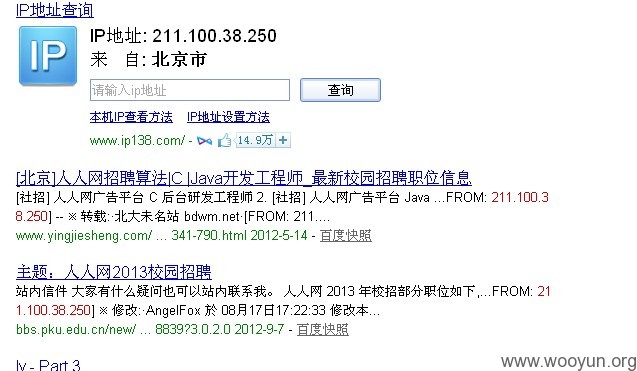 IP地址查询
IP
IP地址: 211.100.38.250
来 自: 北京市
请输入ip地址
查询
本机IP查看方法 IP地址设置方法
www.ip138.com/ - 14.9万 +
[北京]人人网招聘算法|C |Java开发工程师_最新校园招聘职位信息
[社招] 人人网广告平台 C 后台研发工程师 2. [社招] 人人网广告平台 Java ...FROM: 211.100.3
8.250] -- ※ 转载:·北大未名站 bdwm.net·[FROM: 211....
www.yingjiesheng.com/ ... 341-790.html 2012-5-14 - 百度快照
主题：人人网2013校园招聘
站内信件 大家有什么疑问也可以站内联系我。 人人网 2013 年校招部分职位如下,...FROM: 21
1.100.38.250] ※ 修改:·AngelFox 於 08月17日17:22:33 修改本...
bbs.pku.edu.cn/new/ ... 8839?3.0.2.0 2012-9-7 - 百度快照
ly - Part 3
www.wooyun.org